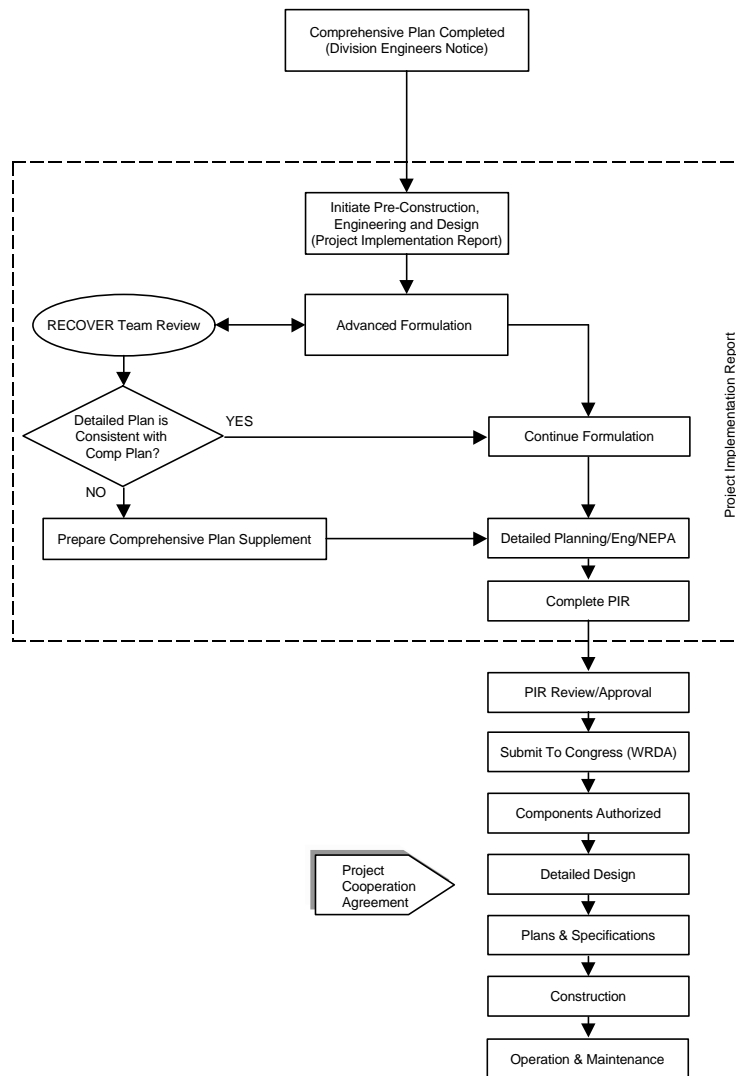 Comprehensive Plan Completed
(Division Engineers Notice)
Initiate Pre-Construction,
Engineering and Design
(Project Implementation Report)
RECOVER Team Review
Advanced Formulation
Detailed Plan is
Consistent with
Comp Plan?
YES
Continue Formulation
NO
Prepare Comprehensive Plan Supplement
Detailed Planning/Eng/NEPA
Complete PIR
Project Implementation Report
PIR Review/Approval
Submit To Congress (WRDA)
Components Authorized
Project
Cooperation
Agreement
Detailed Design
Plans & Specifications
Construction
Operation & Maintenance